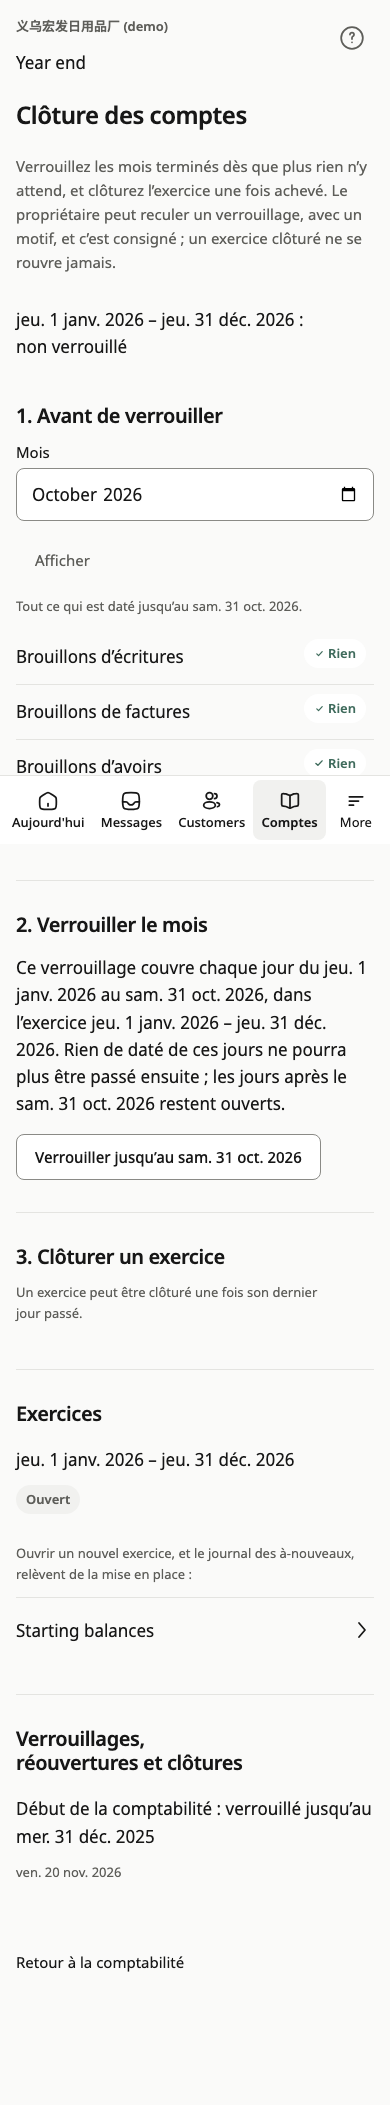 义乌宏发日用品厂 (demo)
Year end
Clôture des comptes
Verrouillez les mois terminés dès que plus rien n’y
attend, et clôturez l’exercice une fois achevé. Le
propriétaire peut reculer un verrouillage, avec un
motif, et c’est consigné ; un exercice clôturé ne se
rouvre jamais.
jeu. 1 janv. 2026 – jeu. 31 déc. 2026 :
non verrouillé
1. Avant de verrouiller
Mois
October 2026
Afficher
Tout ce qui est daté jusqu’au sam. 31 oct. 2026.
Brouillons d’écritures
Rien
Brouillons de factures
Rien
Brouillons d’avoirs
Rien
Aujourd'hui
Messages
Customers
Comptes
More
2. Verrouiller le mois
Ce verrouillage couvre chaque jour du jeu. 1
janv. 2026 au sam. 31 oct. 2026, dans
l’exercice jeu. 1 janv. 2026 – jeu. 31 déc.
2026. Rien de daté de ces jours ne pourra
plus être passé ensuite ; les jours après le
sam. 31 oct. 2026 restent ouverts.
Verrouiller jusqu’au sam. 31 oct. 2026
3. Clôturer un exercice
Un exercice peut être clôturé une fois son dernier
jour passé.
Exercices
jeu. 1 janv. 2026 – jeu. 31 déc. 2026
Ouvert
Ouvrir un nouvel exercice, et le journal des à-nouveaux,
relèvent de la mise en place :
Starting balances
Verrouillages,
réouvertures et clôtures
Début de la comptabilité : verrouillé jusqu’au
mer. 31 déc. 2025
ven. 20 nov. 2026
Retour à la comptabilité